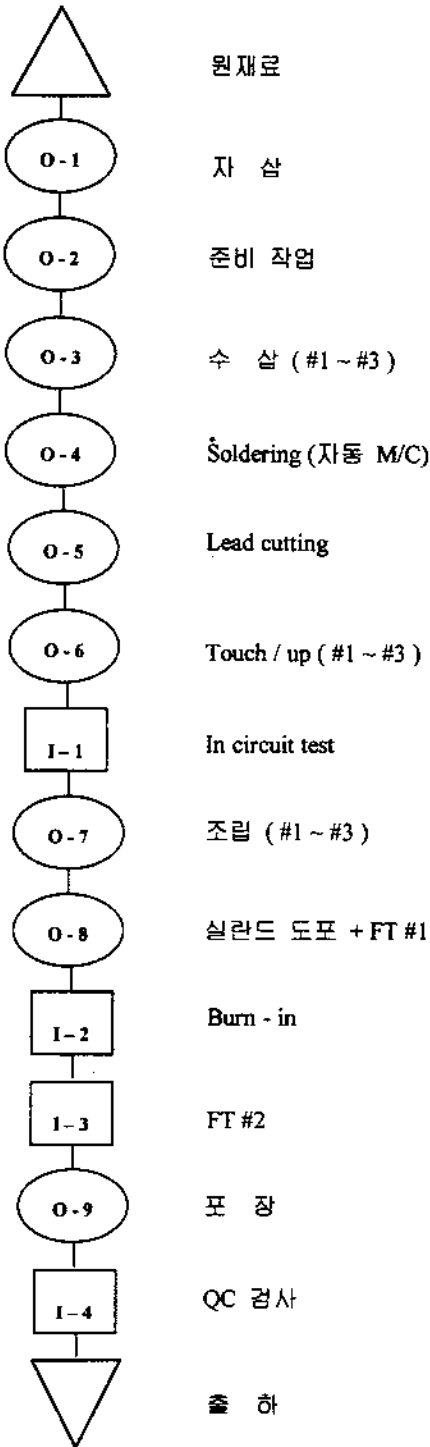 원재료
O - 1 자 삽
O - 2 준비 작업
O - 3 수 삽 ( #1 ~ #3 )
O - 4 Soldering (자동 M/C)
O - 5 Lead cutting
O - 6 Touch / up ( #1 ~ #3 )
I - 1 In circuit test
O - 7 조립 ( #1 ~ #3 )
O - 8 실란드 도포 + FT #1
I - 2 Burn - in
I - 3 FT #2
O - 9 포 장
I - 4 QC 검사
출 하